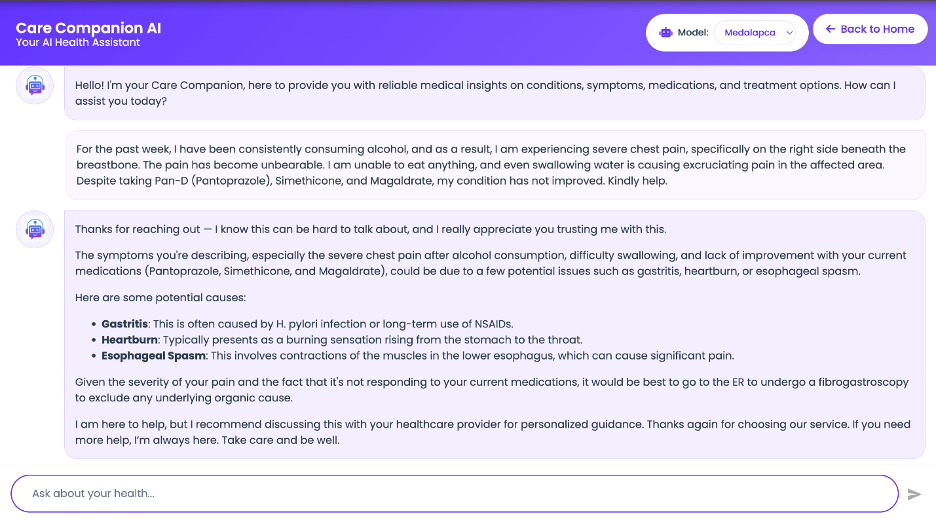 Care Companion AI
Your AI Health Assistant
Model: Medalapca
← Back to Home
Hello! I'm your Care Companion, here to provide you with reliable medical insights on conditions, symptoms, medications, and treatment options. How can I
assist you today?
For the past week, I have been consistently consuming alcohol, and as a result, I am experiencing severe chest pain, specifically on the right side beneath the
breastbone. The pain has become unbearable. I am unable to eat anything, and even swallowing water is causing excruciating pain in the affected area.
Despite taking Pan-D (Pantoprazole), Simethicone, and Magaldrate, my condition has not improved. Kindly help.
Thanks for reaching out — I know this can be hard to talk about, and I really appreciate you trusting me with this.
The symptoms you're describing, especially the severe chest pain after alcohol consumption, difficulty swallowing, and lack of improvement with your current
medications (Pantoprazole, Simethicone, and Magaldrate), could be due to a few potential issues such as gastritis, heartburn, or esophageal spasm.
Here are some potential causes:
• Gastritis: This is often caused by H. pylori infection or long-term use of NSAIDs.
• Heartburn: Typically presents as a burning sensation rising from the stomach to the throat.
• Esophageal Spasm: This involves contractions of the muscles in the lower esophagus, which can cause significant pain.
Given the severity of your pain and the fact that it's not responding to your current medications, it would be best to go to the ER to undergo a fibrogastroscopy
to exclude any underlying organic cause.
I am here to help, but I recommend discussing this with your healthcare provider for personalized guidance. Thanks again for choosing our service. If you need
more help, I'm always here. Take care and be well.
Ask about your health...